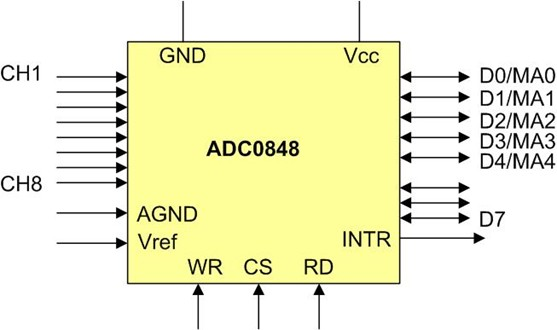 GND Vcc
CH1 D0/MA0
D1/MA1
D2/MA2
D3/MA3
ADC0848
D4/MA4
CH8
AGND D7
Vref INTR
WR CS RD